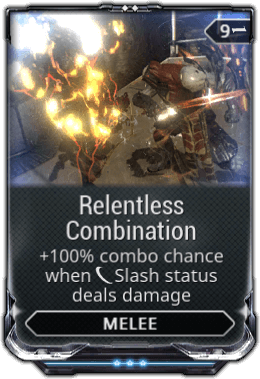 9
Relentless
Combination
+100% combo chance
when Slash status
deals damage
MELEE